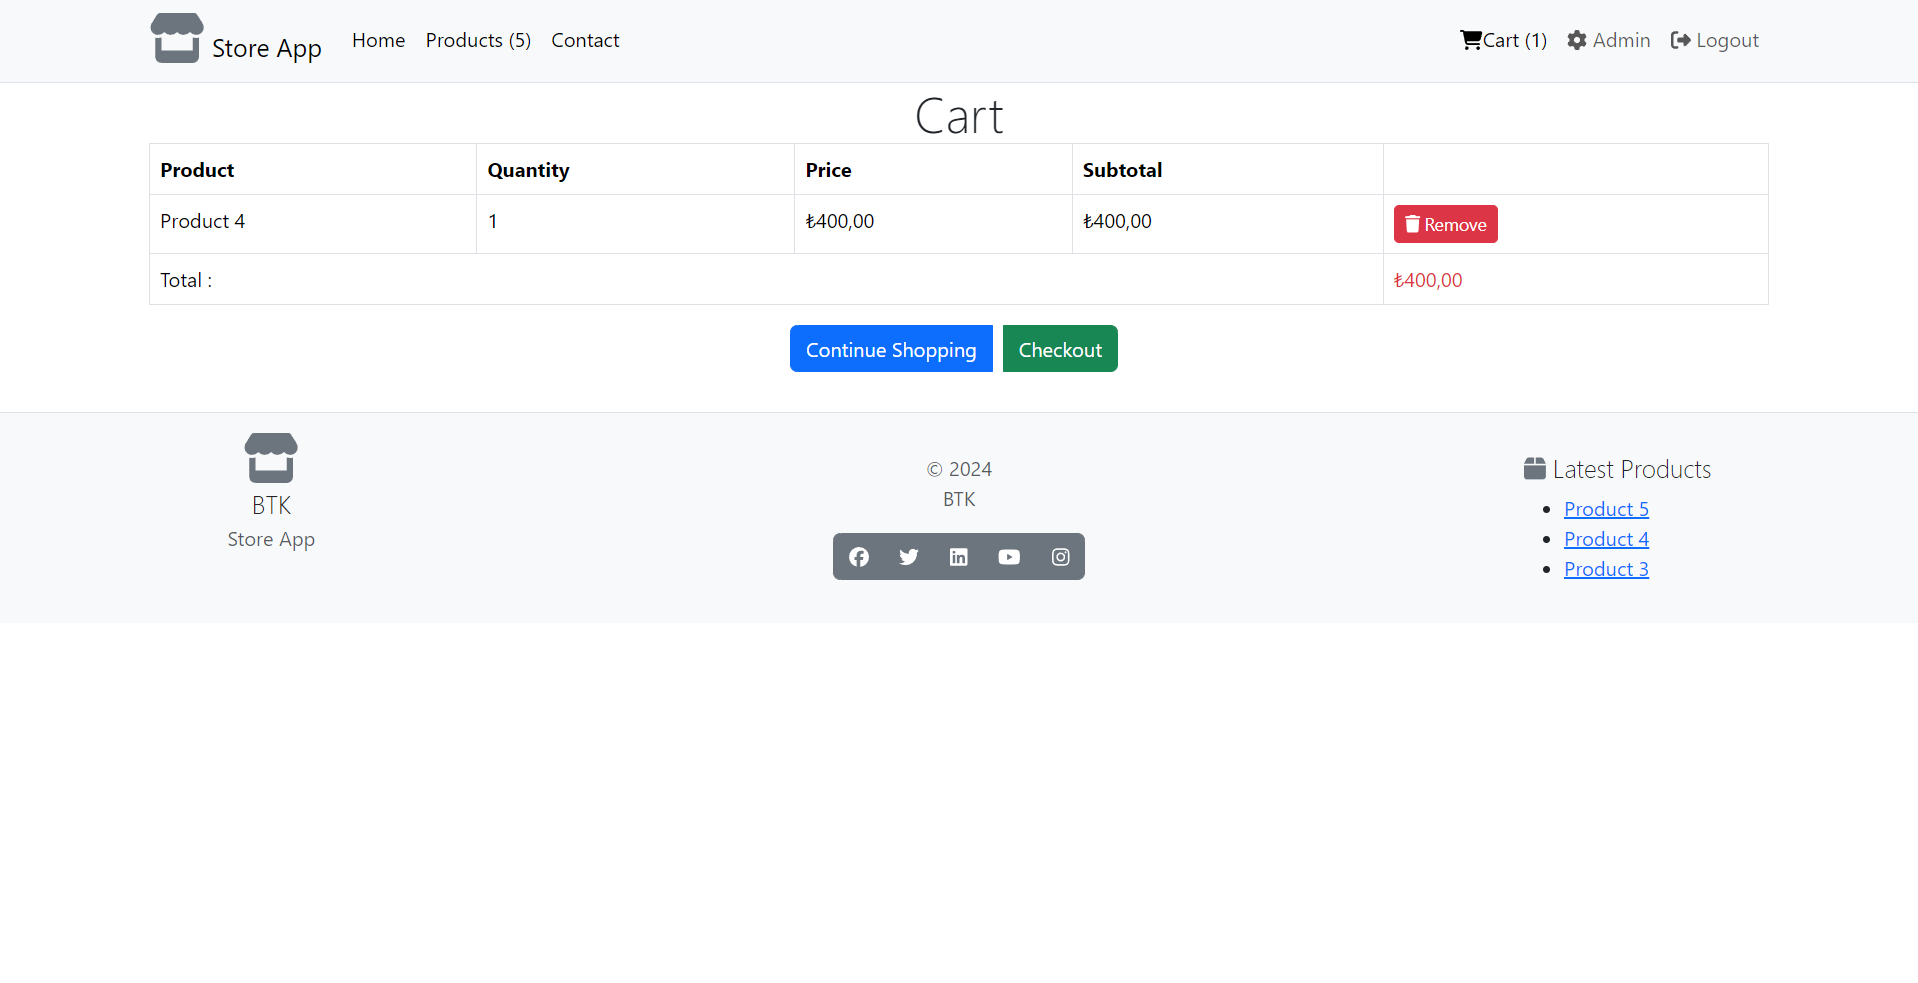 Store App Home Products (5) Contact Cart (1) Admin Logout
Cart
Product Quantity Price Subtotal
Product 4 1 ₺400,00 ₺400,00 Remove
Total : ₺400,00
Continue Shopping Checkout
BTK
Store App
© 2024
BTK
Latest Products
Product 5
Product 4
Product 3